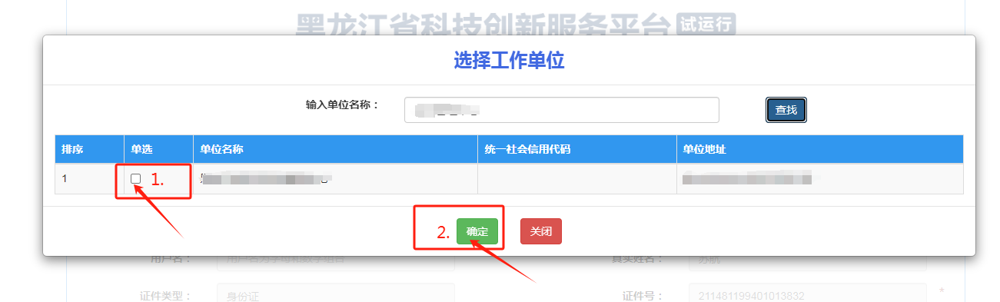 黑龙江省科技创新服务平台 试运行
选择工作单位
输入单位名称： 查找
排序 单选 单位名称 统一社会信用代码 单位地址
1 1.
2. 确定 关闭
用户名： 用户名为字母和数字组合 真实姓名：
证件类型： 身份证 证件号： 211481199401013832 *